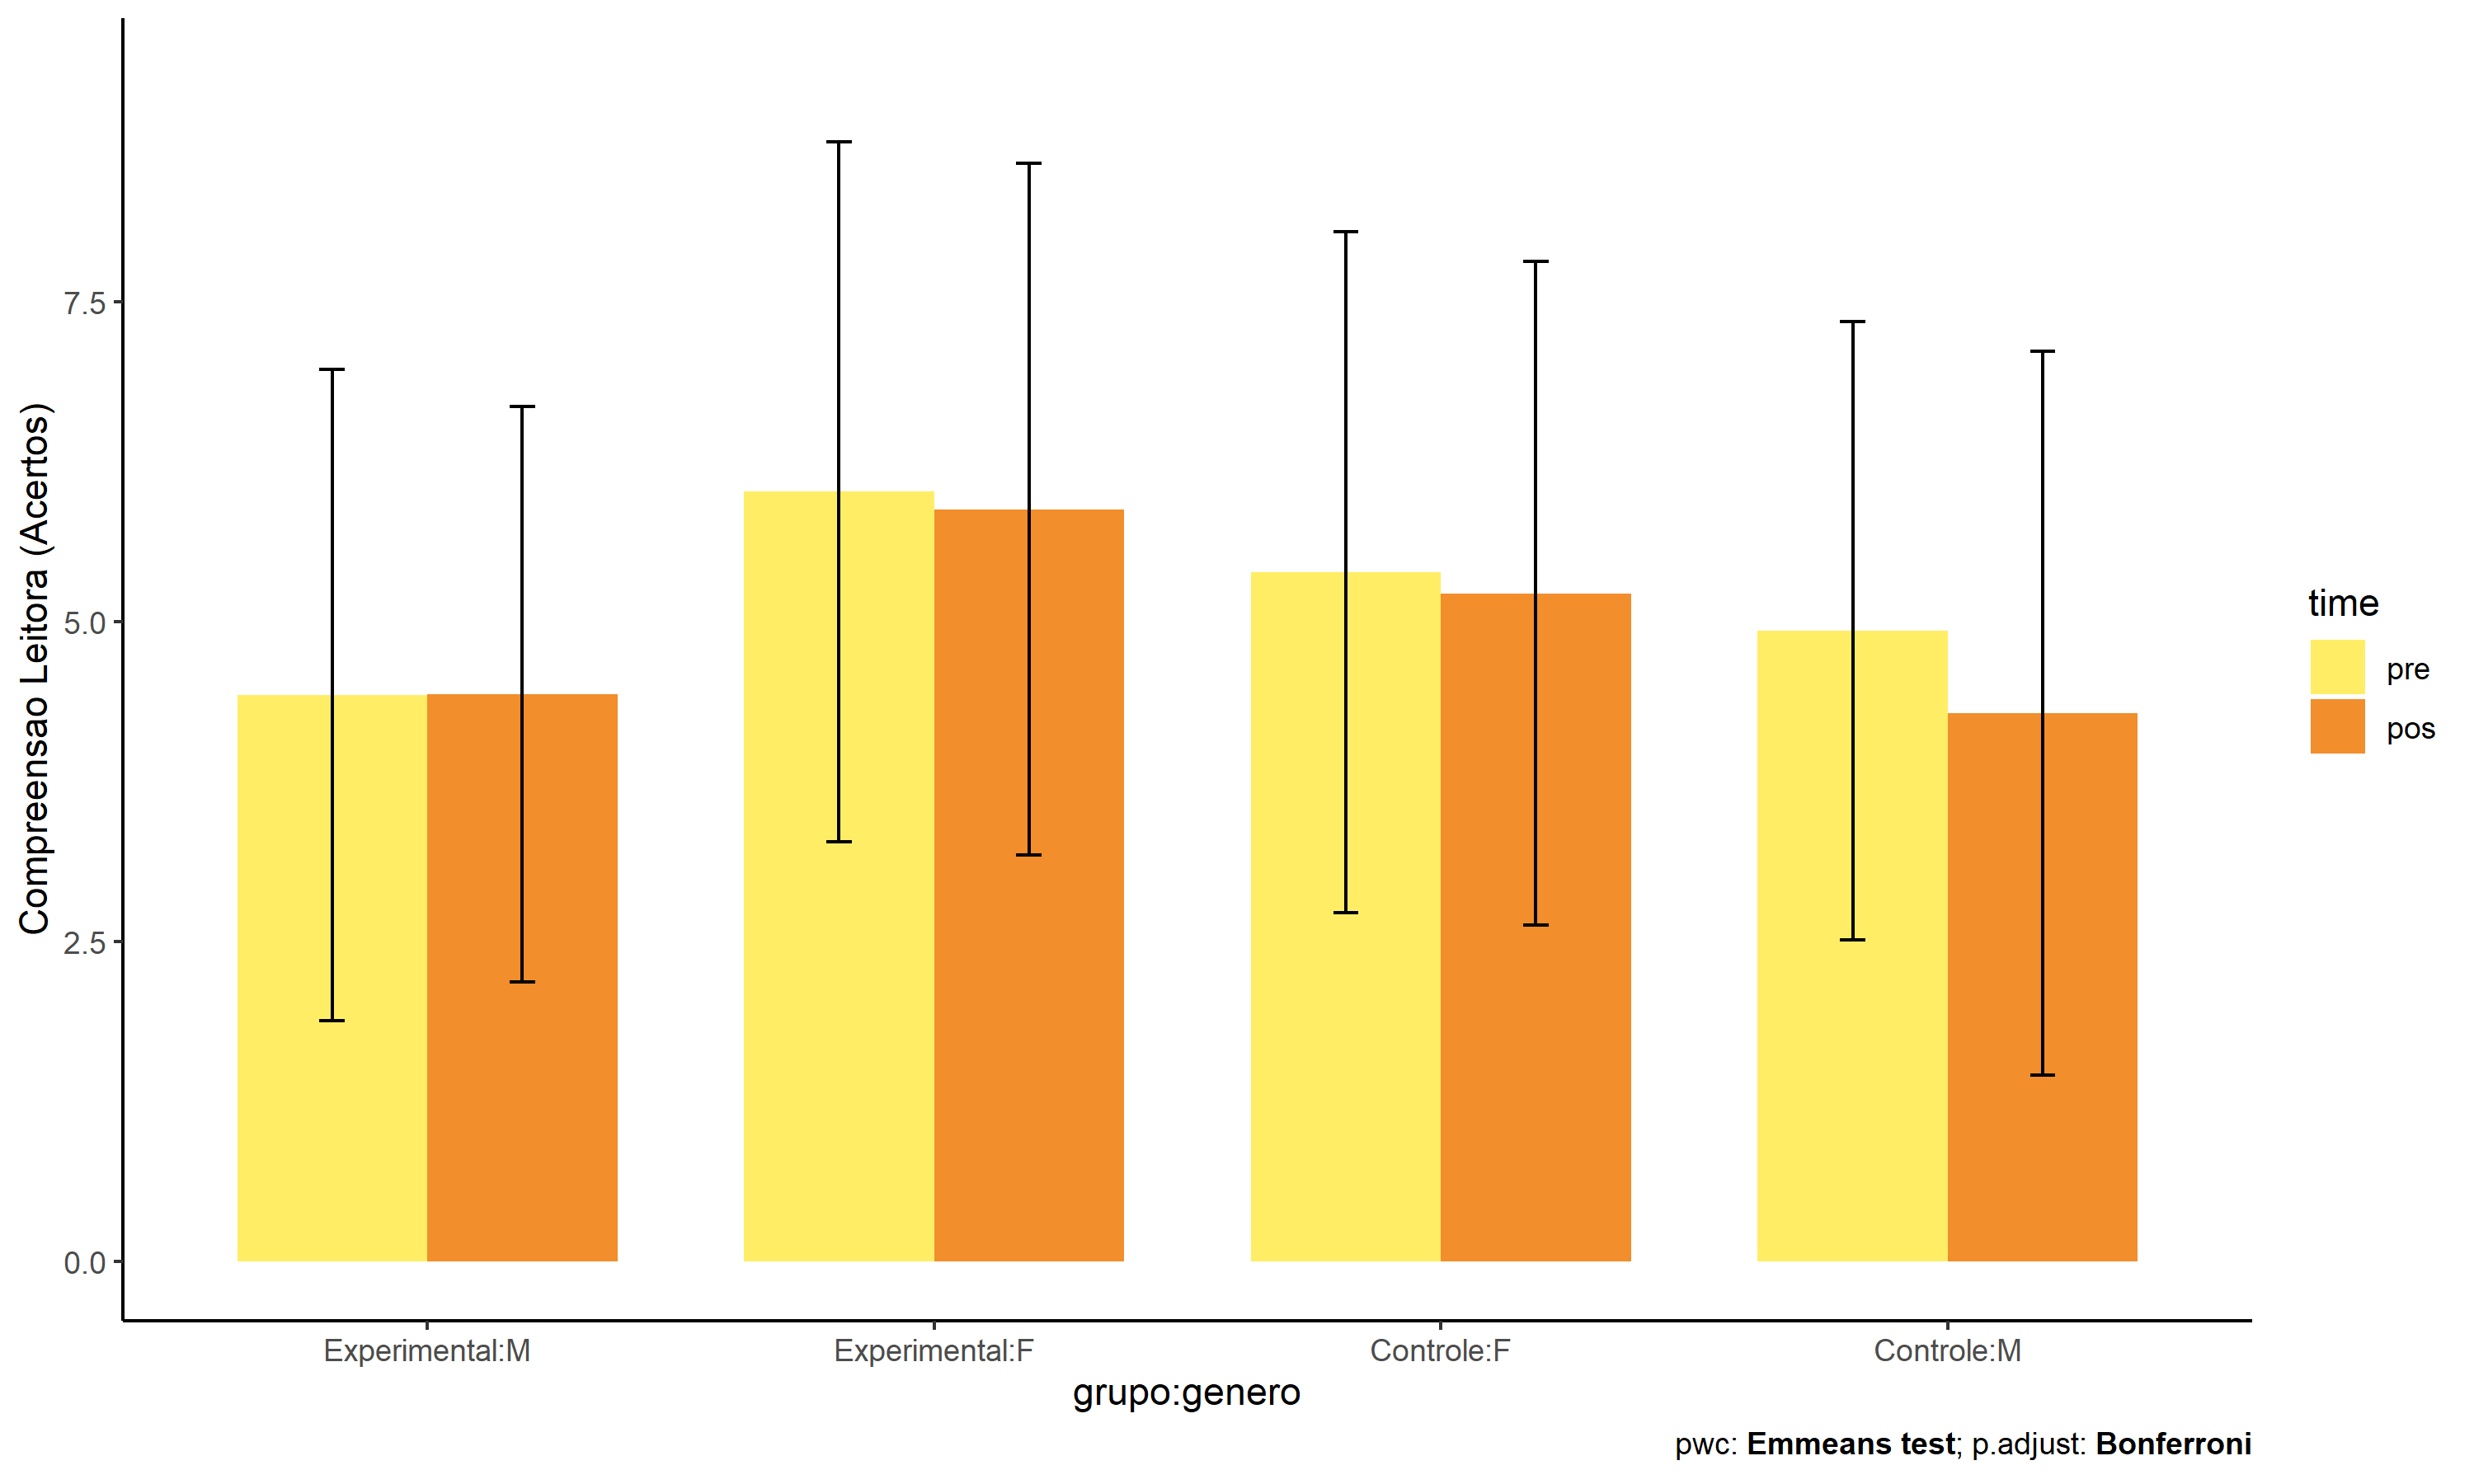 Compreensao Leitora (Acertos)
7.5
5.0
2.5
0.0
Experimental:M
Experimental:F
Controle:F
Controle:M
grupo:genero
time
pre
pos
pwc: Emmeans test; p.adjust: Bonferroni